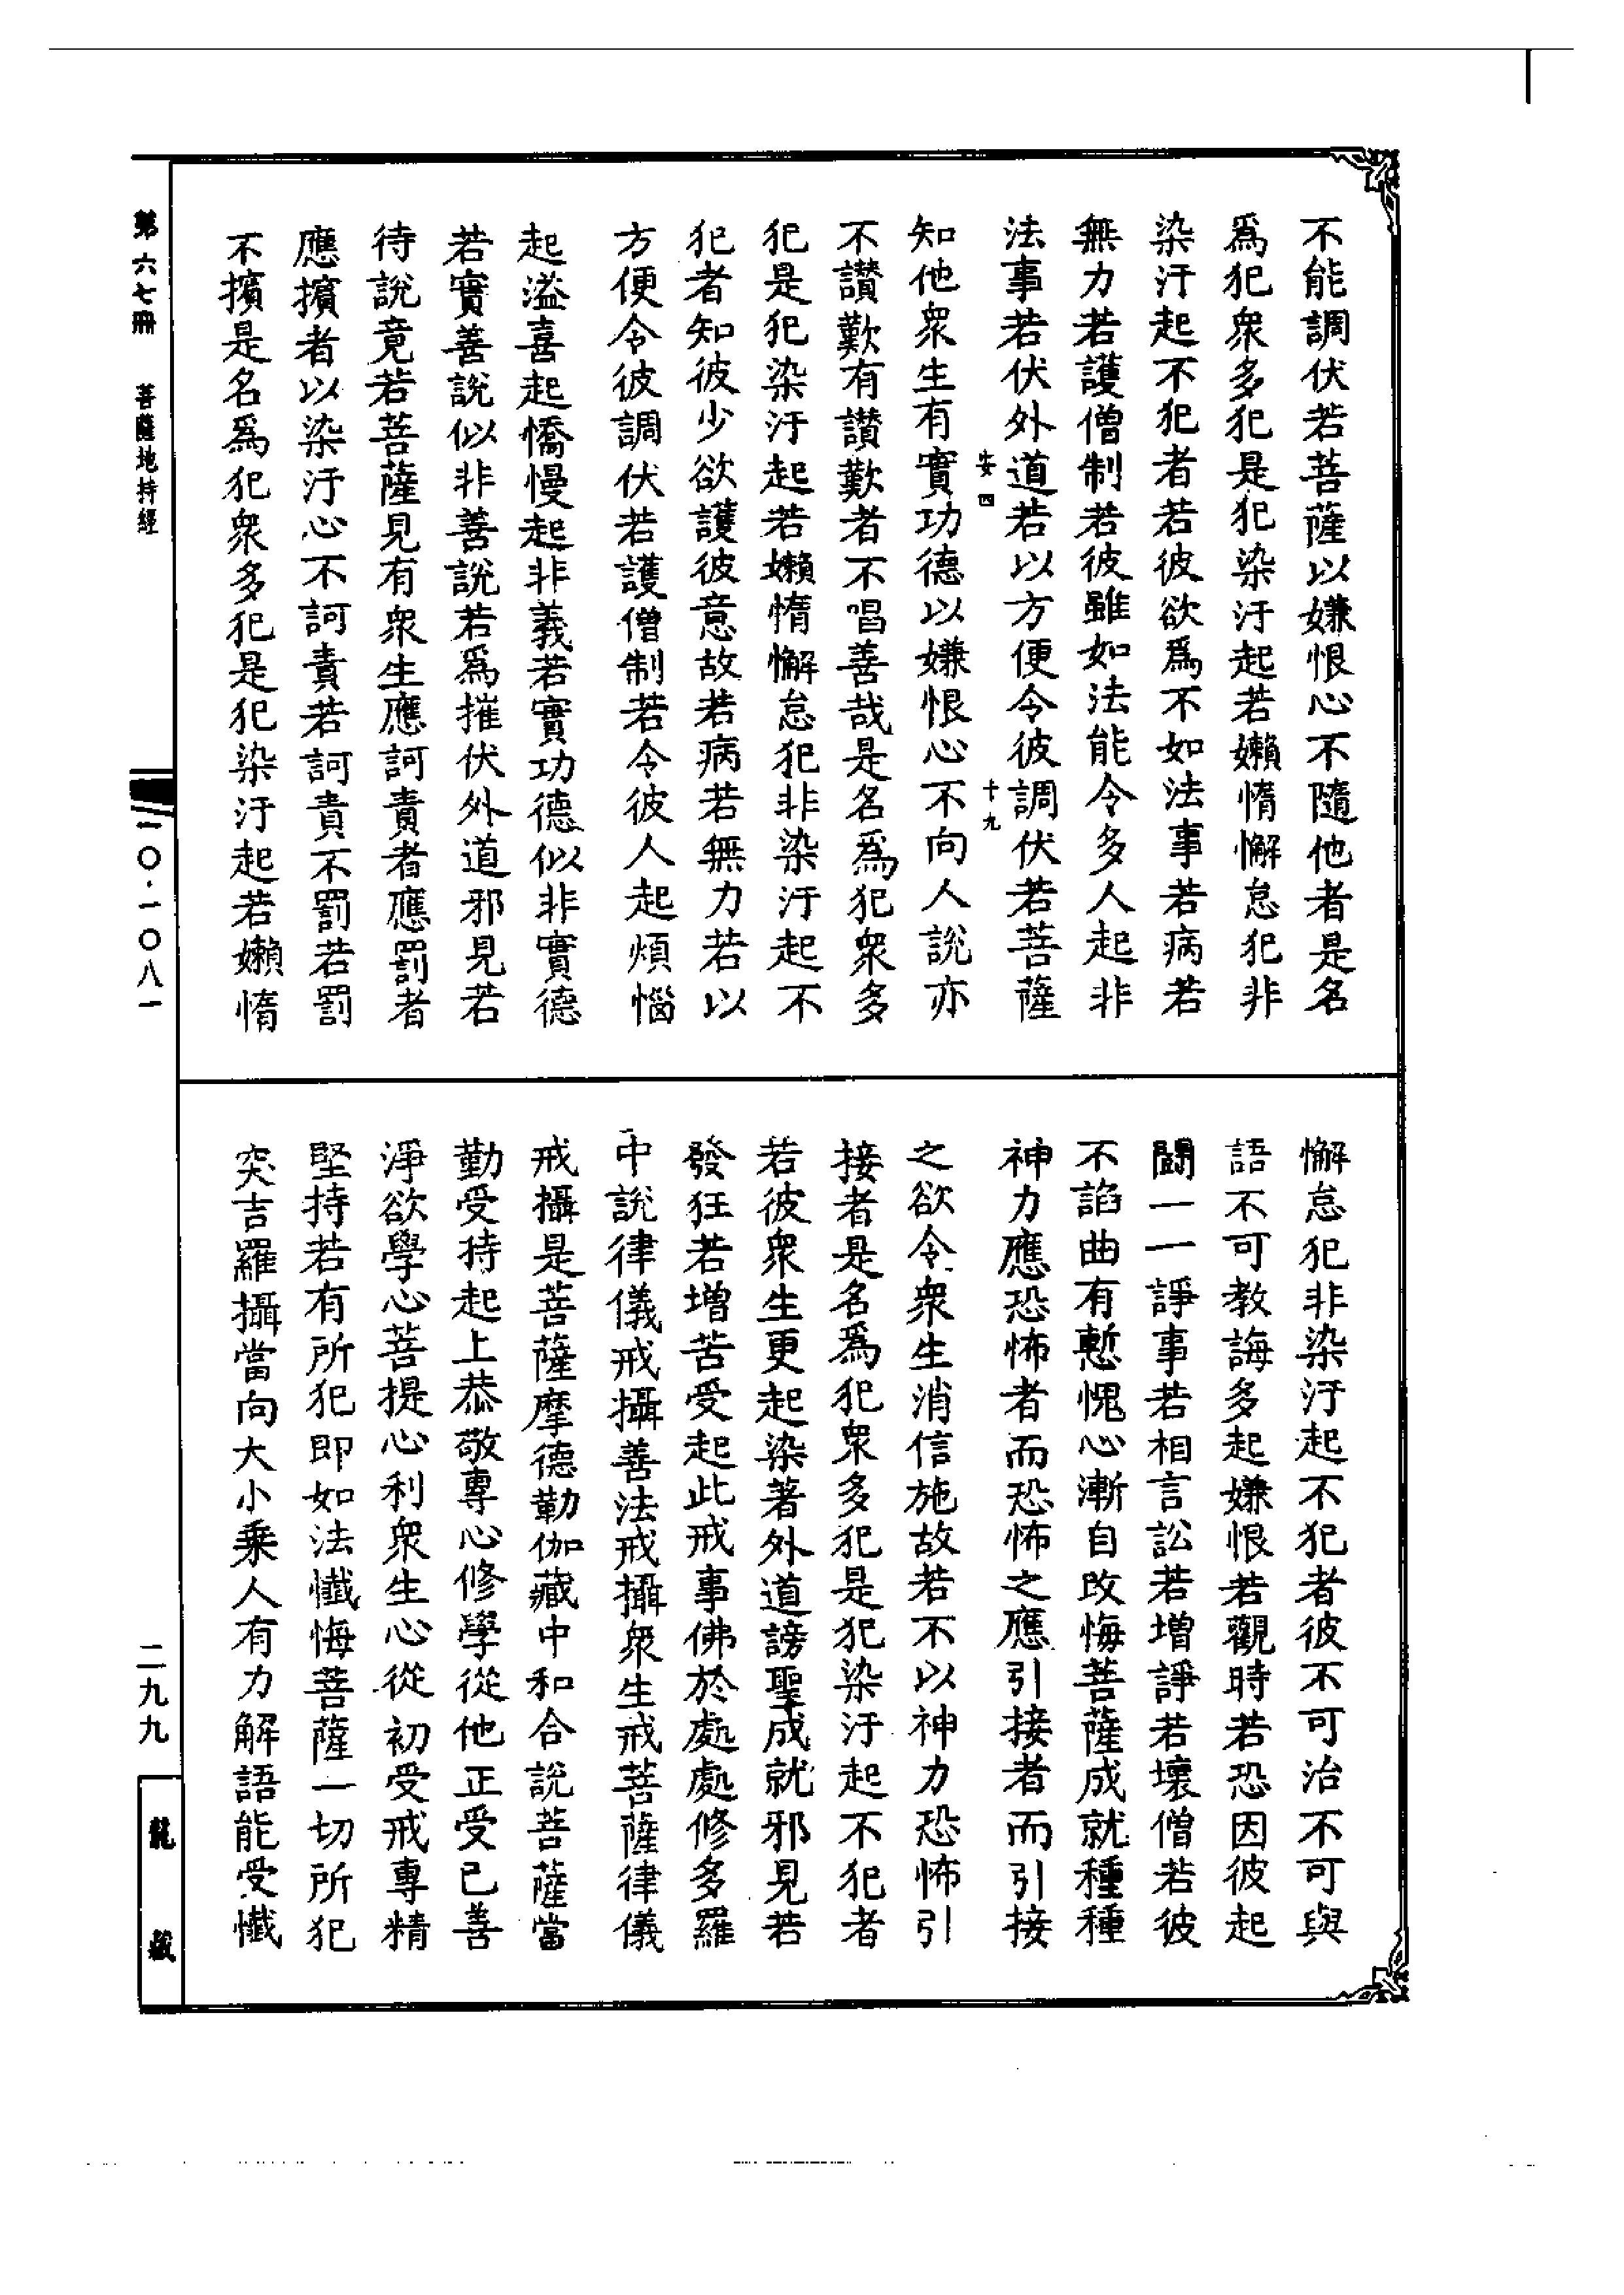 不能調伏若菩薩以嫌恨心不隨他者是名
爲犯衆多犯是犯染汙起若嬾惰懈怠犯非
染汙起不犯者若彼欲爲不如法事若病若
無力若護僧制若彼雖如法能令多人起非
法事若伏外道若以方便令彼調伏若菩薩
安四 十九
知他衆生有實功德以嫌恨心不向人說亦
不讃歎有讃歎者不唱善哉是名爲犯衆多
犯是犯染汙起若嬾惰懈怠犯非染汙起不
犯者知彼少欲護彼意故若病若無力若以
方便令彼調伏若護僧制若令彼人起煩惱
起溢喜起憍慢起非義若實功德似非實德
若實善說似非善說若爲摧伏外道邪見若
待說竟若菩薩見有衆生應訶責者應罰者
應擯者以染汙心不訶責若訶責不罰若罰
不擯是名爲犯衆多犯是犯染汙起若嬾惰
懈怠犯非染汙起不犯者彼不可治不可與
語不可教誨多起嫌恨若觀時若恐因彼起
鬭一一諍事若相言訟若增諍若壞僧若彼
不諂曲有慙愧心漸自改悔菩薩成就種種
神力應恐怖者而恐怖之應引接者而引接
之欲令衆生消信施故若不以神力恐怖引
接者是名爲犯衆多犯是犯染汙起不犯者
若彼衆生更起染著外道謗聖成就邪見若
發狂若增苦受起此戒事佛於處處修多羅
中說律儀戒攝善法戒攝衆生戒菩薩律儀
戒攝是菩薩摩德勒伽藏中和合說菩薩當
勤受持起上恭敬專心修學從他正受已善
淨欲學心菩提心利衆生心從初受戒專精
堅持若有所犯即如法懺悔菩薩一切所犯
突吉羅攝當向大小乘人有力解語能受懺
第六七冊 菩薩地持經
一〇·一〇八一
二九九
龍藏